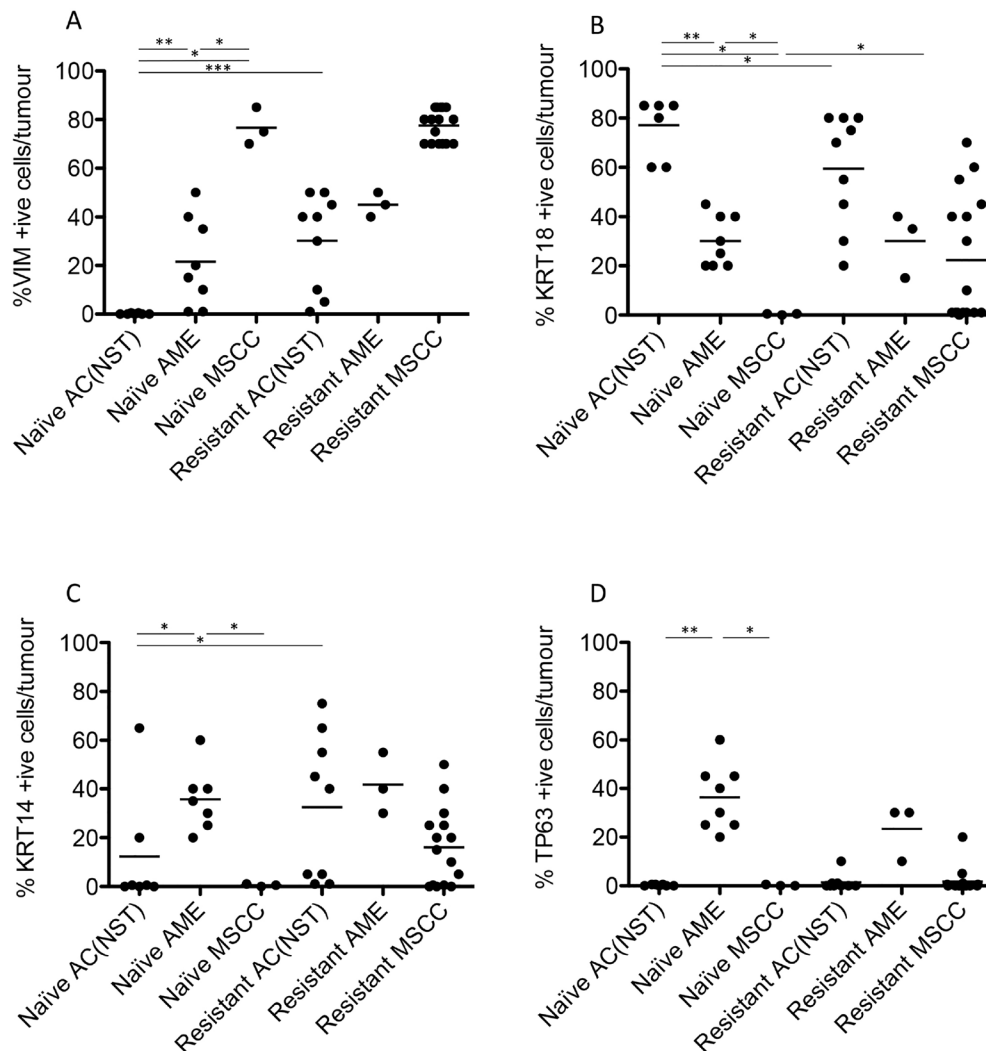 A
** *
*
***
%VIM +ive cells/tumour
100
80
60
40
20
0
Naïve AC(NST)
Naïve AME
Naïve MSCC
Resistant AC(NST)
Resistant AME
Resistant MSCC
B
** *
* *
*
% KRT18 +ive cells/tumour
100
80
60
40
20
0
Naïve AC(NST)
Naïve AME
Naïve MSCC
Resistant AC(NST)
Resistant AME
Resistant MSCC
C
* *
*
% KRT14 +ive cells/tumour
100
80
60
40
20
0
Naïve AC(NST)
Naïve AME
Naïve MSCC
Resistant AC(NST)
Resistant AME
Resistant MSCC
D
** *
% TP63 +ive cells/tumour
100
80
60
40
20
0
Naïve AC(NST)
Naïve AME
Naïve MSCC
Resistant AC(NST)
Resistant AME
Resistant MSCC